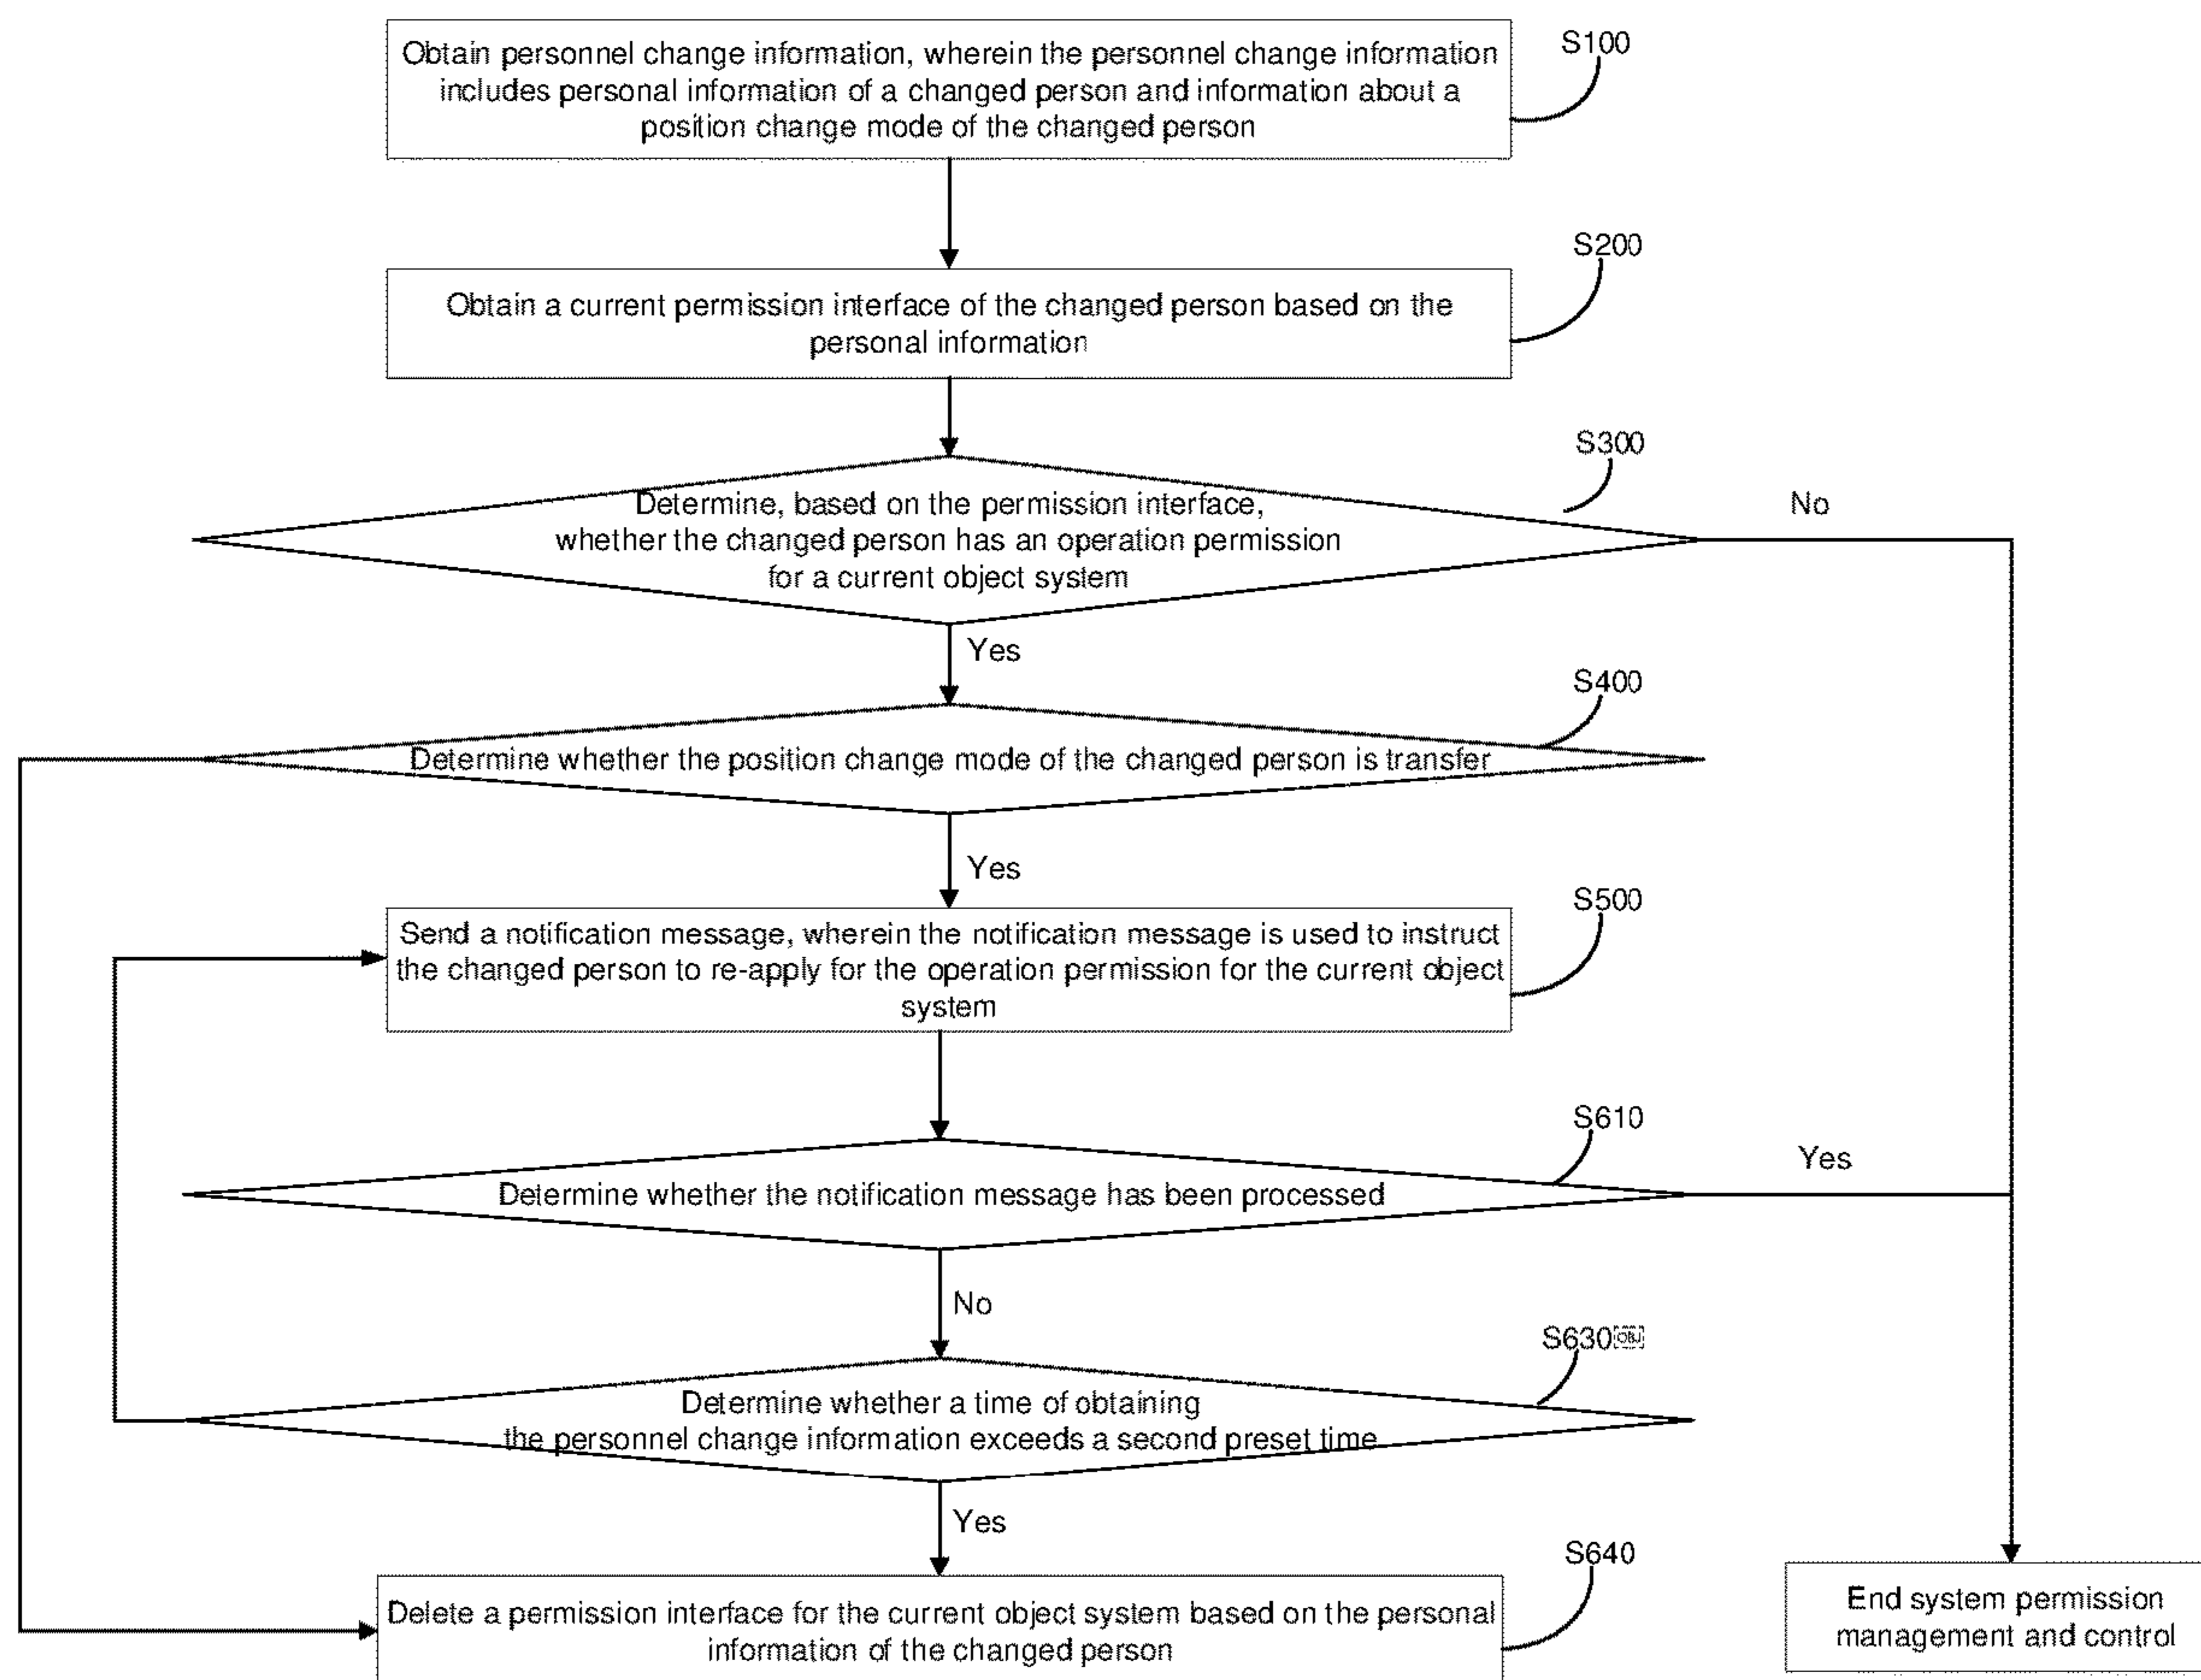 Obtain personnel change information, wherein the personnel change information
includes personal information of a changed person and information about a
position change mode of the changed person
S100
Obtain a current permission interface of the changed person based on the
personal information
S200
Determine, based on the permission interface,
whether the changed person has an operation permission
for a current object system
S300
No
Yes
Determine whether the position change mode of the changed person is transfer
S400
Yes
Send a notification message, wherein the notification message is used to instruct
the changed person to re-apply for the operation permission for the current object
system
S500
Determine whether the notification message has been processed
S610
Yes
No
Determine whether a time of obtaining
the personnel change information exceeds a second preset time
S630 OBJ
Yes
Delete a permission interface for the current object system based on the personal
information of the changed person
S640
End system permission
management and control